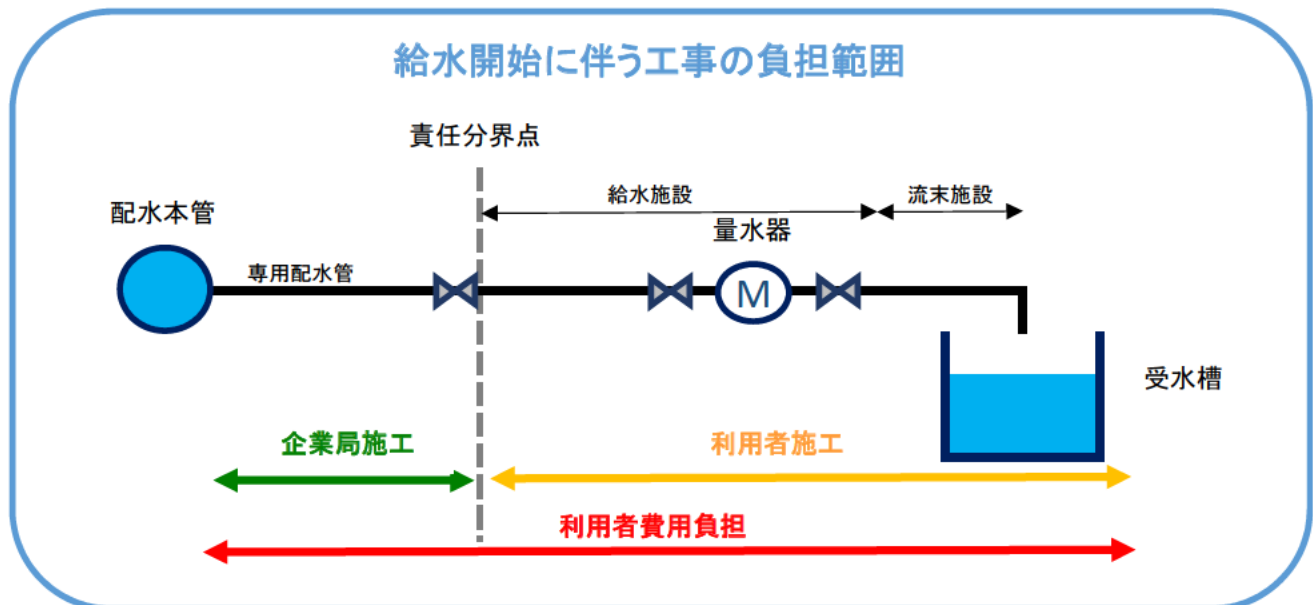 給水開始に伴う工事の負担範囲
責任分界点
給水施設
流末施設
配水本管
量水器
専用配水管
M
受水槽
企業局施工
利用者施工
利用者費用負担